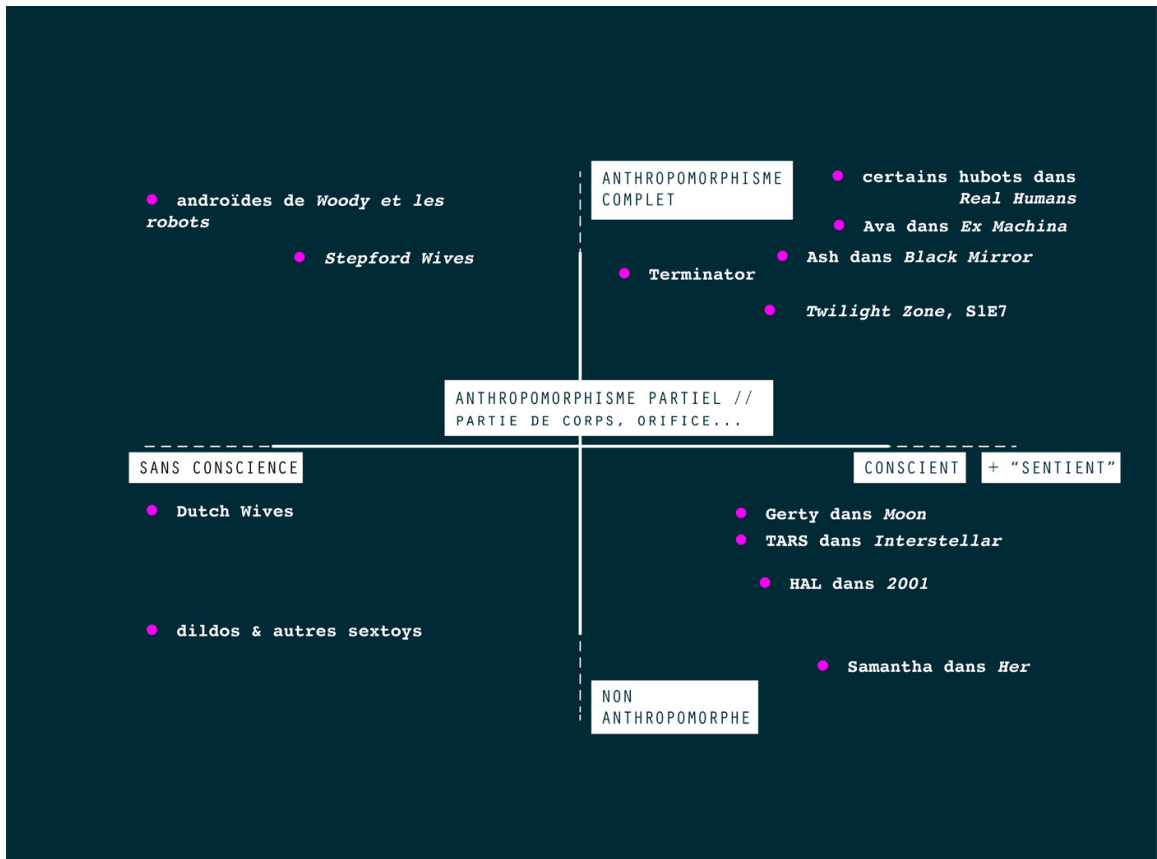 ANTHROPOMORPHISME
COMPLET
certains hubots dans
Real Humans
androïdes de Woody et les
robots
Ava dans Ex Machina
Stepford Wives
Ash dans Black Mirror
Terminator
Twilight Zone, S1E7
ANTHROPOMORPHISME PARTIEL //
PARTIE DE CORPS, ORIFICE...
SANS CONSCIENCE
CONSCIENT
+ “SENTIENT”
Dutch Wives
Gerty dans Moon
TARS dans Interstellar
HAL dans 2001
dildos & autres sextoys
Samantha dans Her
NON
ANTHROPOMORPHE